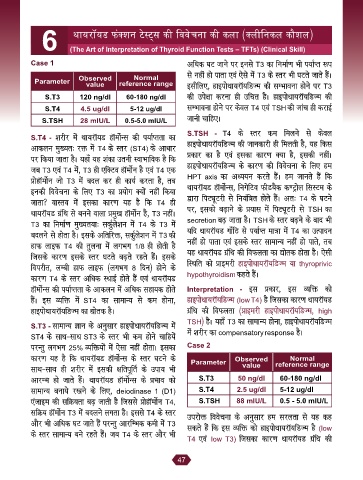 6
थायरॉयड फंक्शन टेस्ट्स की विवेचना की कला (क्लीनिकल कौशल)
(The Art of Interpretation of Thyroid Function Tests – TFTs) (Clinical Skill)
Case 1
Parameter Observed value Normal reference range
S.T3 120 ng/dl 60-180 ng/dl
S.T4 4.5 ug/dl 5-12 ug/dl
S.TSH 28 mIU/L 0.5-5.0 mIU/L
S.T4 - शरीर में थायरॉयड हॉर्मोन्स की पर्याप्तता का
आकलन मुख्यतः रक्त में T4 के स्तर (ST4) के आधार
पर किया जाता है। यहाँ यह शंका उठनी स्वाभाविक है कि
जब T3 एवं T4 में, T3 ही एक्टिव हॉर्मोन है एवं T4 एक
प्रोहॉर्मोन जो T3 में बदल कर ही कार्य करता है, तब
इनकी विवेचना के लिए T3 का प्रयोग क्यों नहीं किया
जाता? वास्तव में इसका कारण यह है कि T4 ही
थायरॉयड ग्रंथि से बनने वाला प्रमुख हॉर्मोन है, T3 नहीं।
T3 का निर्माण मुख्यतयाः सर्कुलेशन में T4 के T3 में
बदलने से होता है। इसके अतिरिक्त, सर्कुलेशन में T3 की
हाफ लाइफ T4 की तुलना में लगभग 1/8 ही होती है
जिसके कारण इसके स्तर घटते बढ़ते रहते हैं। इसके
विपरीत, लम्बी हाफ लाइफ (लगभग 8 दिन) होने के
कारण T4 के स्तर अधिक स्थाई होते हैं एवं थायरॉयड
हॉर्मोन्स की पर्याप्तता के आकलन में अधिक सहायक होते
हैं। इस व्यक्ति में ST4 का सामान्य से कम होना,
हाइपोथायरॉयडिज्म का द्योतक है।
S.T3 - सामान्य ज्ञान के अनुसार हाइपोथायरॉयडिज्म में
ST4 के साथ-साथ ST3 के स्तर भी कम होने चाहिये
परन्तु लगभग 25% व्यक्तियों में ऐसा नहीं होता। इसका
कारण यह है कि थायरॉयड हॉर्मोन्स के स्तर घटने के
साथ-साथ ही शरीर में इसकी क्षतिपूर्ति के उपाय भी
आरम्भ हो जाते हैं। थायरॉयड हॉर्मोन्स के प्रभाव को
सामान्य बनाये रखने के लिए, deiodinase 1 (D1)
एंजाइम की सक्रियता बढ़ जाती है जिससे प्रोहॉर्मोन T4,
सक्रिय हॉर्मोन T3 में बदलने लगता है। इससे T4 के स्तर
और भी अधिक घट जाते हैं परन्तु आरम्भिक कमी में T3
के स्तर सामान्य बने रहते हैं। जब T4 के स्तर और भी
अधिक घट जाने पर इनसे T3 का निर्माण भी पर्याप्त रूप
से नहीं हो पाता एवं ऐसे में T3 के स्तर भी घटते जाते हैं।
इसीलिए, हाइपोथायरॉयडिज्म की सम्भावना होने पर T3
की उपेक्षा करना ही उचित है। हाइपोथायरॉयडिज्म की
सम्भावना होने पर केवल T4 एवं TSH की जांच ही कराई
जानी चाहिए।
S.TSH - T4 के स्तर कम मिलने से केवल
हाइपोथायरॉयडिज्म की जानकारी ही मिलती है, यह किस
प्रकार का है एवं इसका कारण क्या है, इसकी नहीं।
हाइपोथायरॉयडिज्म के कारण की विवेचना के लिए हम
HPT axis का अध्ययन करते हैं। हम जानते हैं कि
थायरॉयड हॉर्मोन्स, निगेटिव फीडबैक कन्ट्रोल सिस्टम के
द्वारा पिट्यूटरी से नियंत्रित होते हैं। अतः T4 के घटने
पर, इसको बढ़ाने के प्रयास में पिट्यूटरी से TSH का
secretion बढ़ जाता है। TSH के स्तर बढ़ने के बाद भी
यदि थायरॉयड ग्रंथि से पर्याप्त मात्रा में T4 का उत्पादन
नहीं हो पाता एवं इसके स्तर सामान्य नहीं हो पाते, तब
यह थायरॉयड ग्रंथि की विफलता का द्योतक होता है। ऐसी
स्थिति को प्राइमरी हाइपोथायरॉयडिज्म या thyroprivic
hypothyroidism कहते हैं।
Interpretation - इस प्रकार, इस व्यक्ति को
हाइपोथायरॉयडिज्म (low T4) है जिसका कारण थायरॉयड
ग्रंथि की विफलता (प्राइमरी हाइपोथायरॉयडिज्म, high
TSH) है। यहाँ T3 का सामान्य होना, हाइपोथायरॉयडिज्म
में शरीर का compensatory response है।
Case 2
Parameter Observed value Normal reference range
S.T3 50 ng/dl 60-180 ng/dl
S.T4 2.5 ug/dl 5-12 ug/dl
S.TSH 88 mIU/L 0.5 - 5.0 mIU/L
उपरोक्त विवेचना के अनुसार हम सरलता से यह कह
सकते हैं कि इस व्यक्ति को हाइपोथायरॉयडिज्म है (low
T4 एवं low T3) जिसका कारण थायरॉयड ग्रंथि की
47